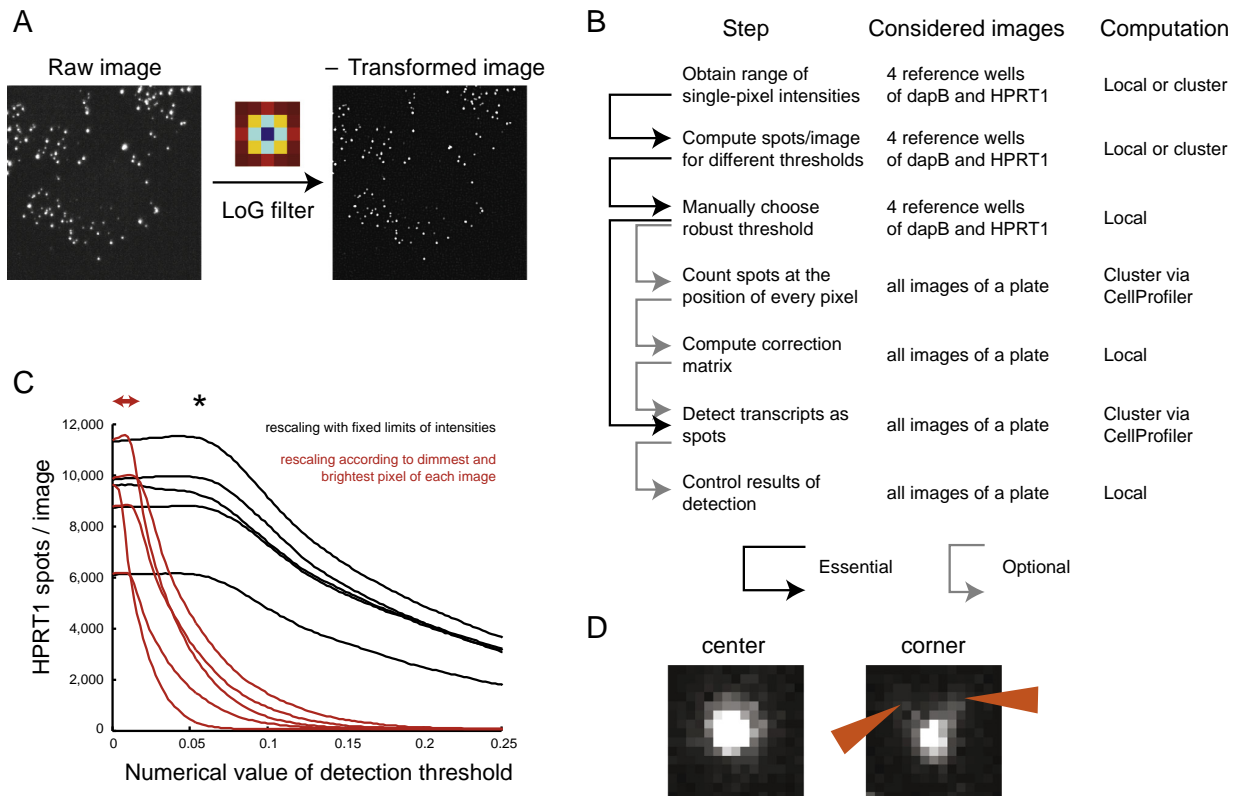 A
Raw image
– Transformed image
LoG filter
B
Step
Considered images
Computation
Obtain range of
single-pixel intensities
4 reference wells
of dapB and HPRT1
Local or cluster
Compute spots/image
for different thresholds
4 reference wells
of dapB and HPRT1
Local or cluster
Manually choose
robust threshold
4 reference wells
of dapB and HPRT1
Local
Count spots at the
position of every pixel
all images of a plate
Cluster via
CellProfiler
Compute correction
matrix
all images of a plate
Local
Detect transcripts as
spots
all images of a plate
Cluster via
CellProfiler
Control results of
detection
all images of a plate
Local
Essential
Optional
C
*
rescaling with fixed limits of intensities
rescaling according to dimmest and
brightest pixel of each image
HPRT1 spots / image
12,000
10,000
8,000
6,000
4,000
2,000
0
0
0.05
0.1
0.15
0.2
0.25
Numerical value of detection threshold
D
center
corner